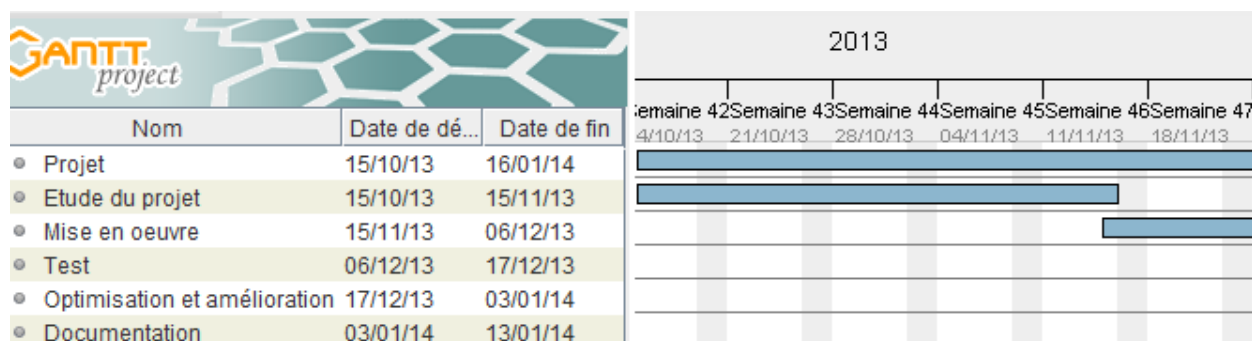 GANTT
project
2013
Semaine 42 Semaine 43 Semaine 44 Semaine 45 Semaine 46 Semaine 47
4/10/13 21/10/13 28/10/13 04/11/13 11/11/13 18/11/13
Nom Date de dé... Date de fin
Projet 15/10/13 16/01/14
Etude du projet 15/10/13 15/11/13
Mise en oeuvre 15/11/13 06/12/13
Test 06/12/13 17/12/13
Optimisation et amélioration 17/12/13 03/01/14
Documentation 03/01/14 13/01/14